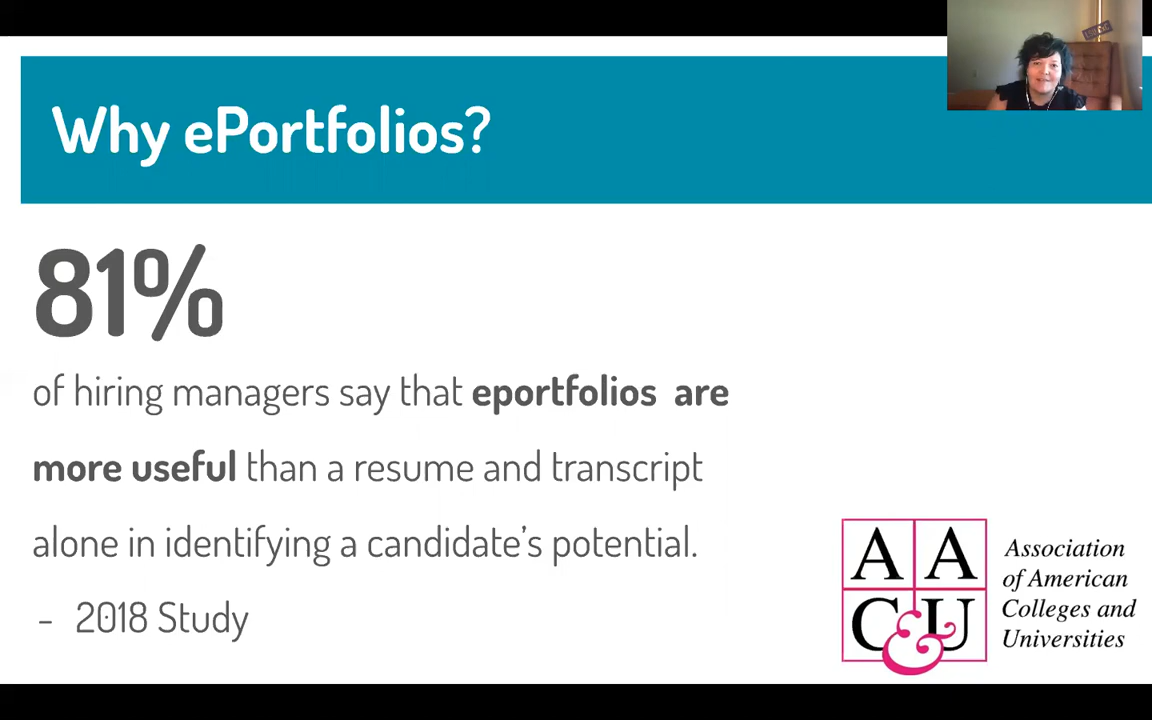 Why ePortfolios?
81%
of hiring managers say that eportfolios are
more useful than a resume and transcript
alone in identifying a candidate's potential.
- 2018 Study
A A
C & U
Association
of American
Colleges and
Universities